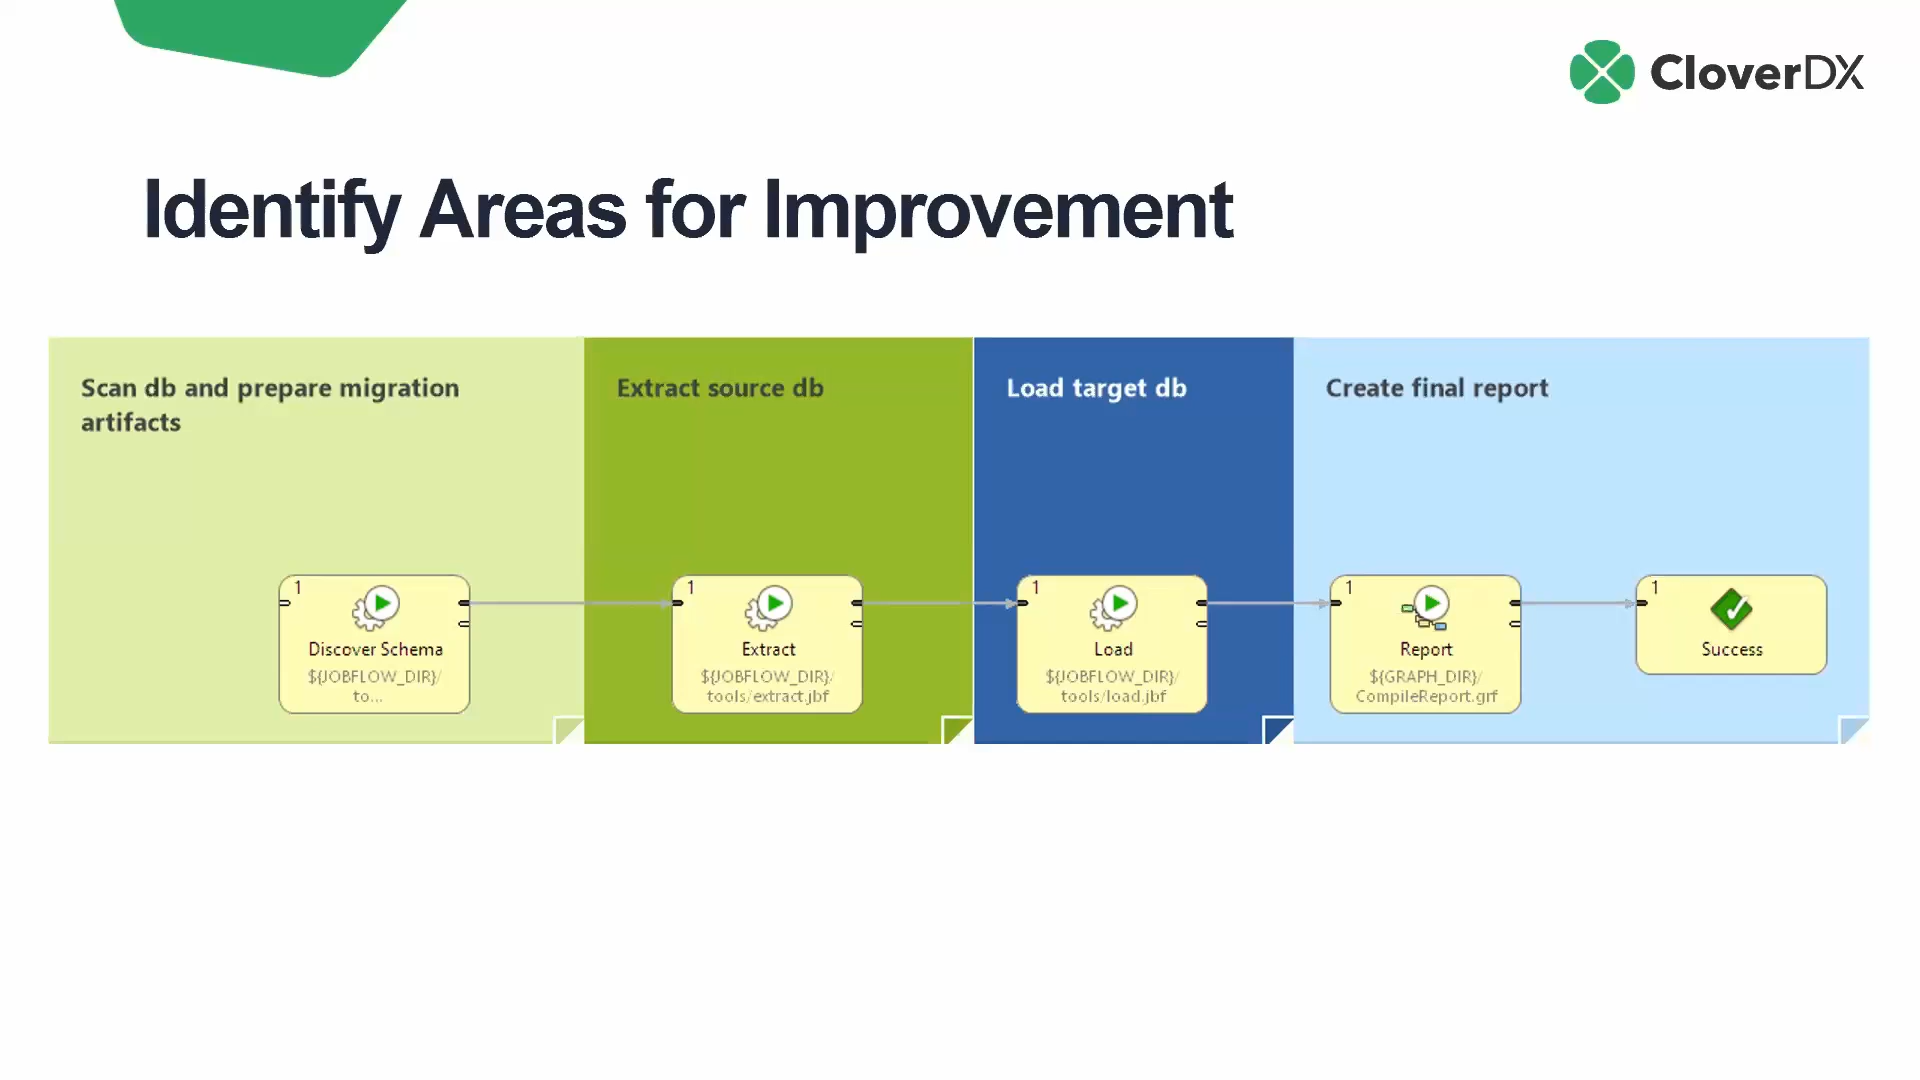 CloverDX
Identify Areas for Improvement
Scan db and prepare migration
artifacts
Extract source db
Load target db
Create final report
1
Discover Schema
${JOBFLOW_DIR}/
to...
1
Extract
${JOBFLOW_DIR}/
tools/extract.jbf
1
Load
${JOBFLOW_DIR}/
tools/load.jbf
1
Report
${GRAPH_DIR}/
CompileReport.grf
1
Success